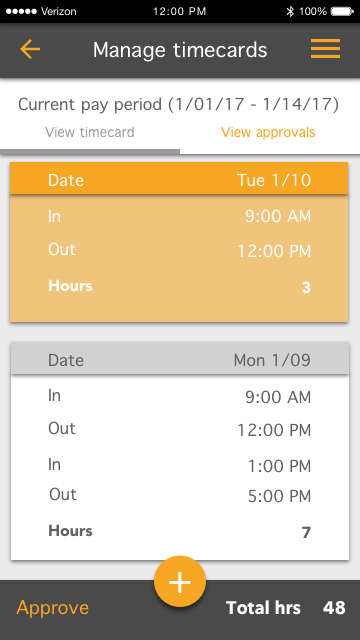 Verizon 12:00 PM 100%
Manage timecards
Current pay period (1/01/17 - 1/14/17)
View timecard View approvals
Date Tue 1/10
In 9:00 AM
Out 12:00 PM
Hours 3
Date Mon 1/09
In 9:00 AM
Out 12:00 PM
In 1:00 PM
Out 5:00 PM
Hours 7
+
Approve Total hrs 48